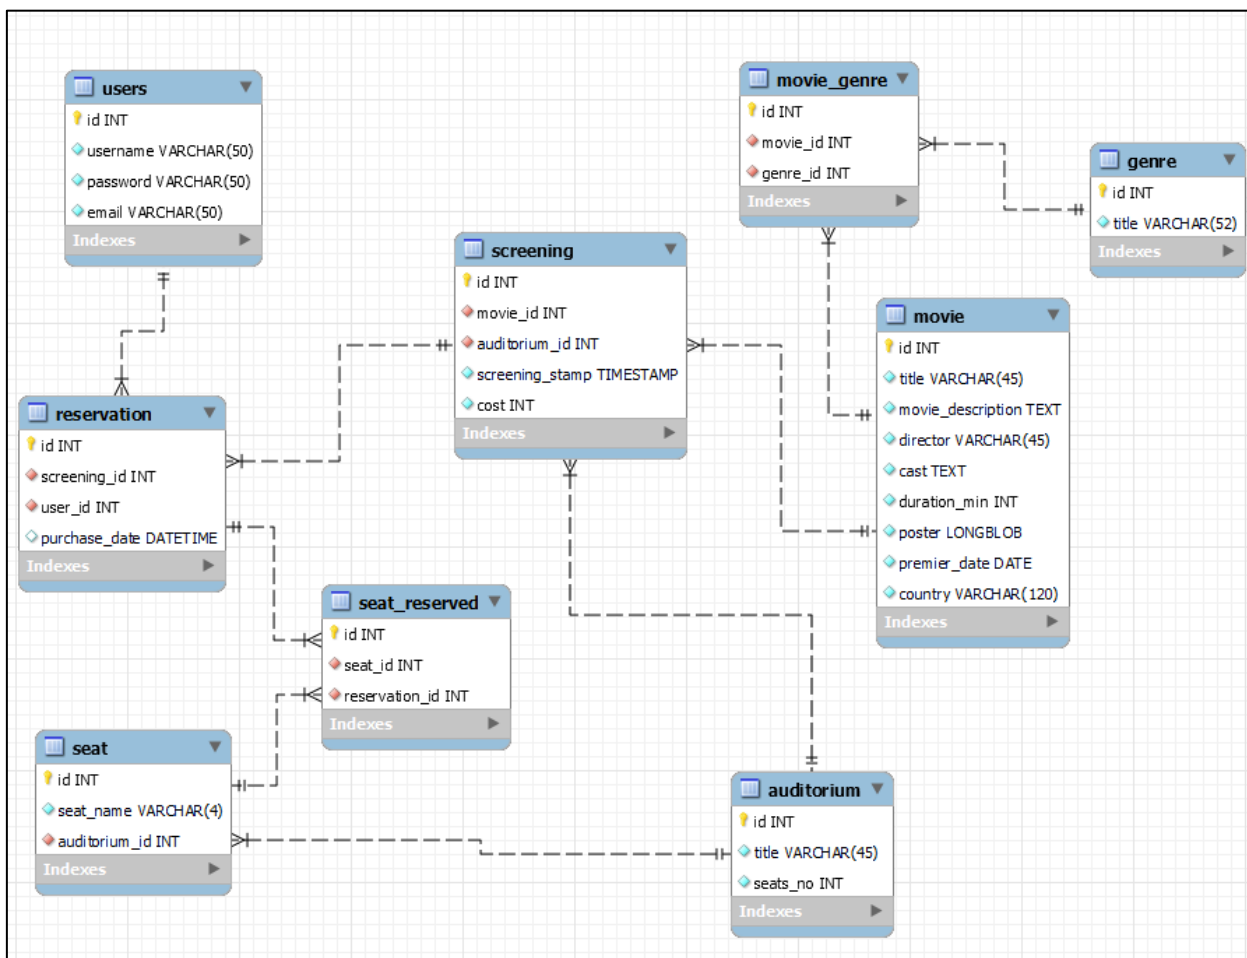 users
id INT
username VARCHAR(50)
password VARCHAR(50)
email VARCHAR(50)
Indexes
movie_genre
id INT
movie_id INT
genre_id INT
Indexes
genre
id INT
title VARCHAR(52)
Indexes
screening
id INT
movie_id INT
auditorium_id INT
screening_stamp TIMESTAMP
cost INT
Indexes
movie
id INT
title VARCHAR(45)
movie_description TEXT
director VARCHAR(45)
cast TEXT
duration_min INT
poster LONGBLOB
premier_date DATE
country VARCHAR(120)
Indexes
reservation
id INT
screening_id INT
user_id INT
purchase_date DATETIME
Indexes
seat_reserved
id INT
seat_id INT
reservation_id INT
Indexes
seat
id INT
seat_name VARCHAR(4)
auditorium_id INT
Indexes
auditorium
id INT
title VARCHAR(45)
seats_no INT
Indexes